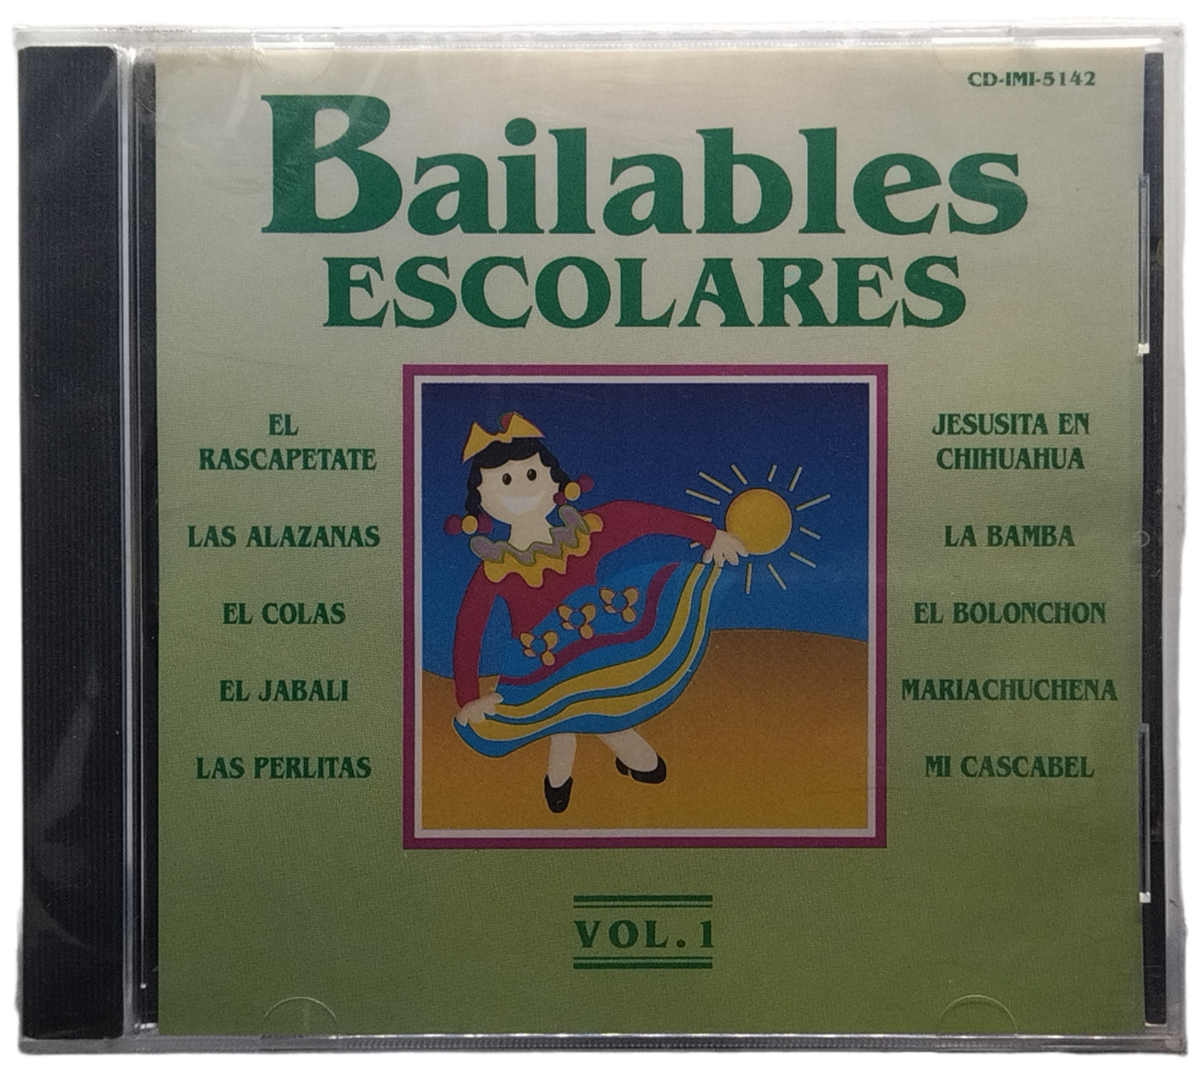 CD-IMI-5142
Bailables
ESCOLARES
EL
RASCAPETATE
LAS ALAZANAS
EL COLAS
EL JABALI
LAS PERLITAS
JESUSITA EN
CHIHUAHUA
LA BAMBA
EL BOLONCHON
MARIACHUCHENA
MI CASCABEL
VOL. 1